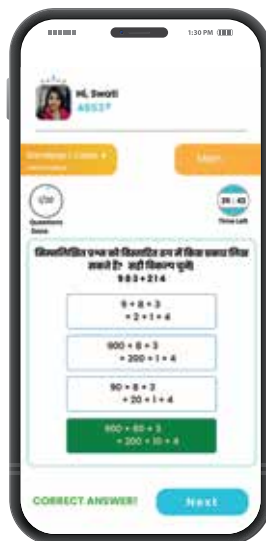 1:30 PM
Hi, Swati
Questions
Done
Time Left
निम्नलिखित प्रश्न को विस्तारित रूप में किस प्रकार लिख
सकते हैं? सही विकल्प चुनें।
983+214
9 + 8 + 3
+ 2 + 1 + 4
900 + 8 + 3
+ 200 + 1 + 4
90 + 8 + 3
+ 20 + 1 + 4
900 + 80 + 3
+ 200 + 10 + 4
CORRECT ANSWER!
Next